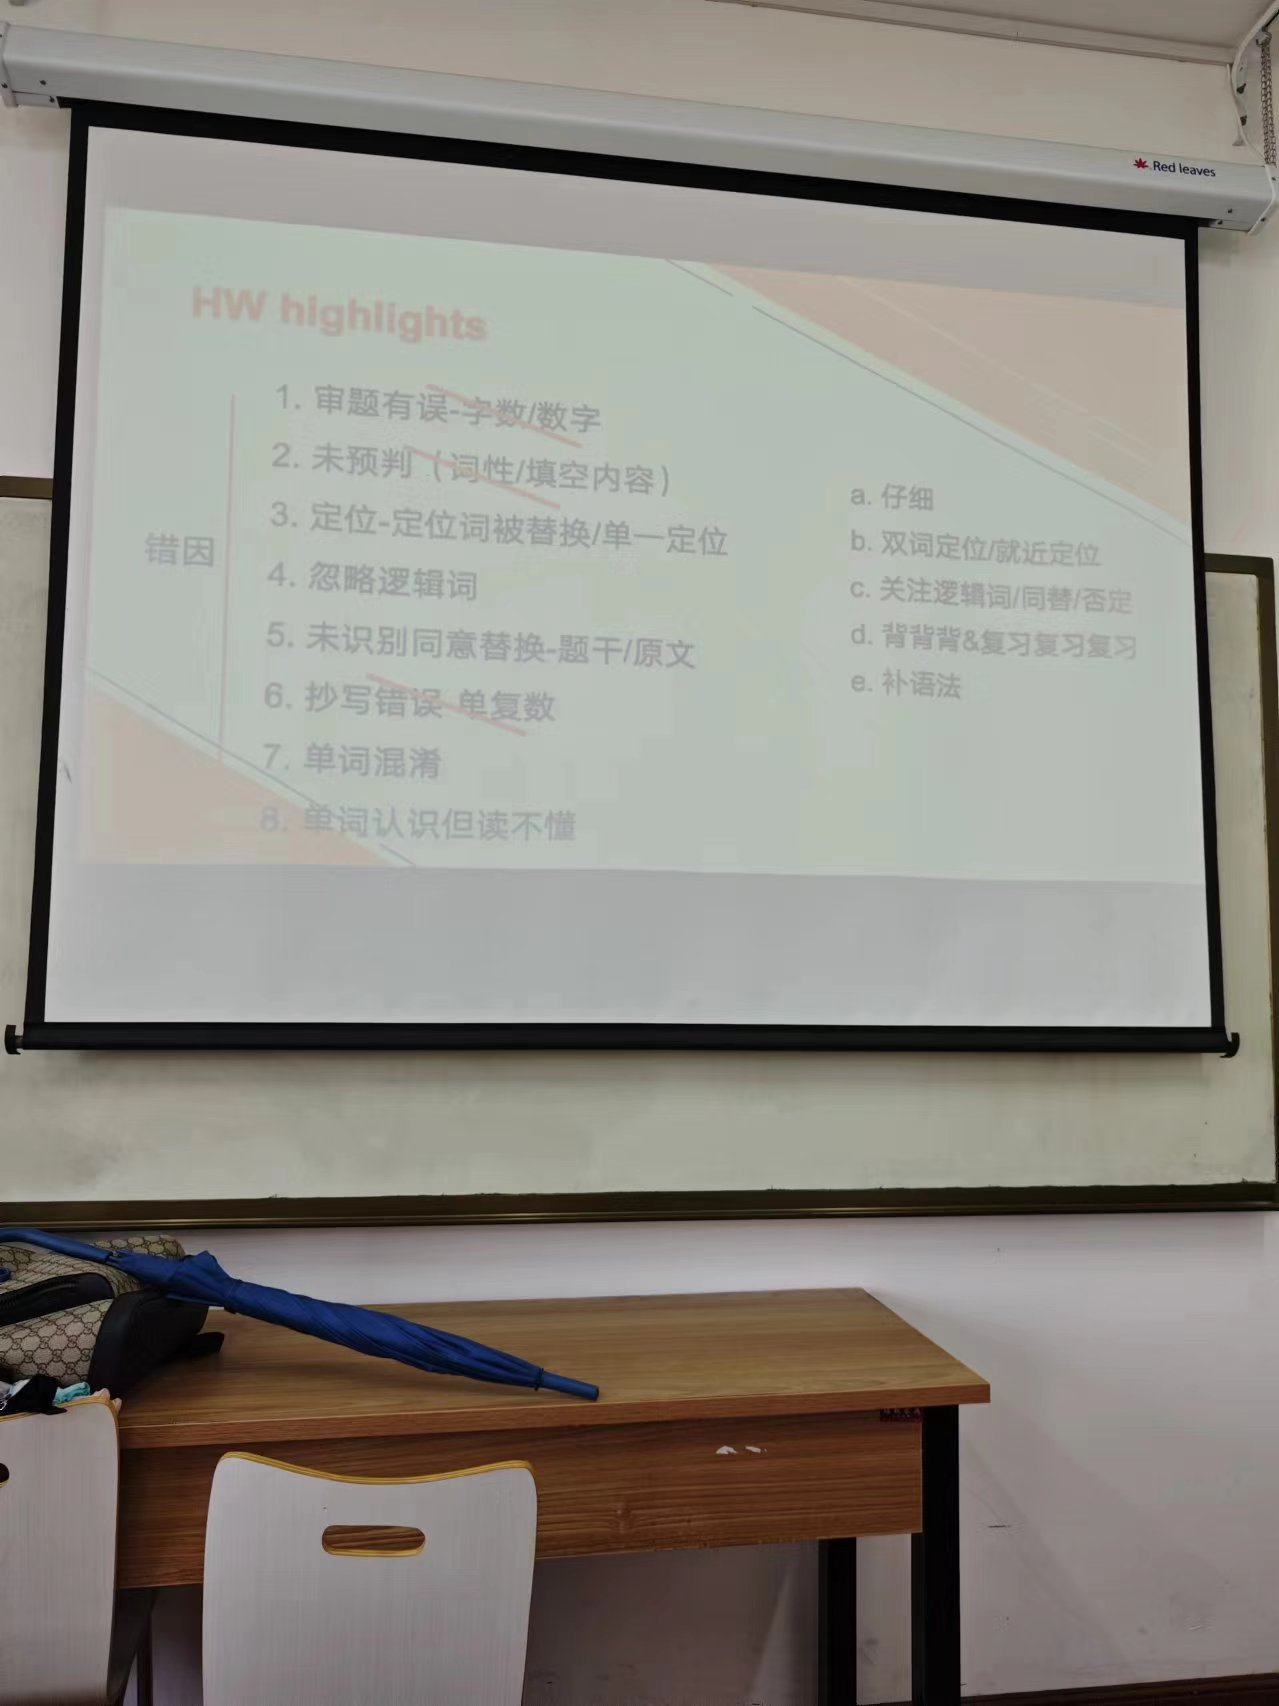 Red leaves
HW highlights
错因
1. 审题有误-字数/数字
2. 未预判（词性/填空内容）
3. 定位-定位词被替换/单一定位
4. 忽略逻辑词
5. 未识别同意替换-题干/原文
6. 抄写错误-单复数
7. 单词混淆
8. 单词认识但读不懂
a. 仔细
b. 双词定位/就近定位
c. 关注逻辑词/同替/否定
d. 背背背&复习复习复习
e. 补语法